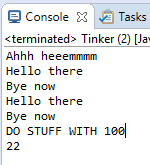 Console
Tasks
<terminated> Tinker (2) [Jav
Ahhh heeemmmm
Hello there
Bye now
Hello there
Bye now
DO STUFF WITH 100
22